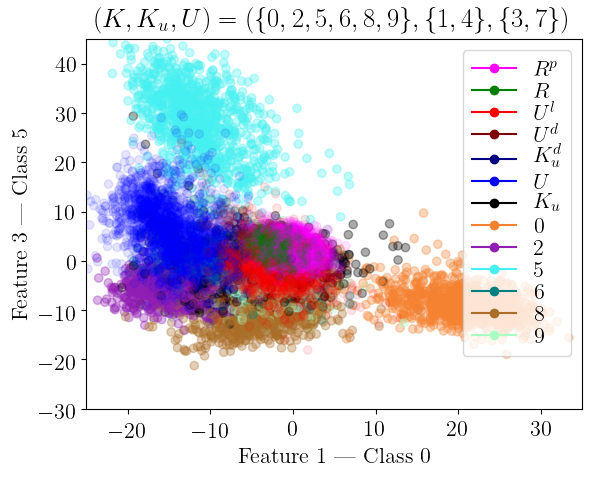 (K, K_u, U) = ({0, 2, 5, 6, 8, 9}, {1, 4}, {3, 7})
40
30
20
10
0
−10
−20
−30
Feature 3 — Class 5
R^p
R
U^l
U^d
K_u^d
U
K_u
0
2
5
6
8
9
−20
−10
0
10
20
30
Feature 1 — Class 0